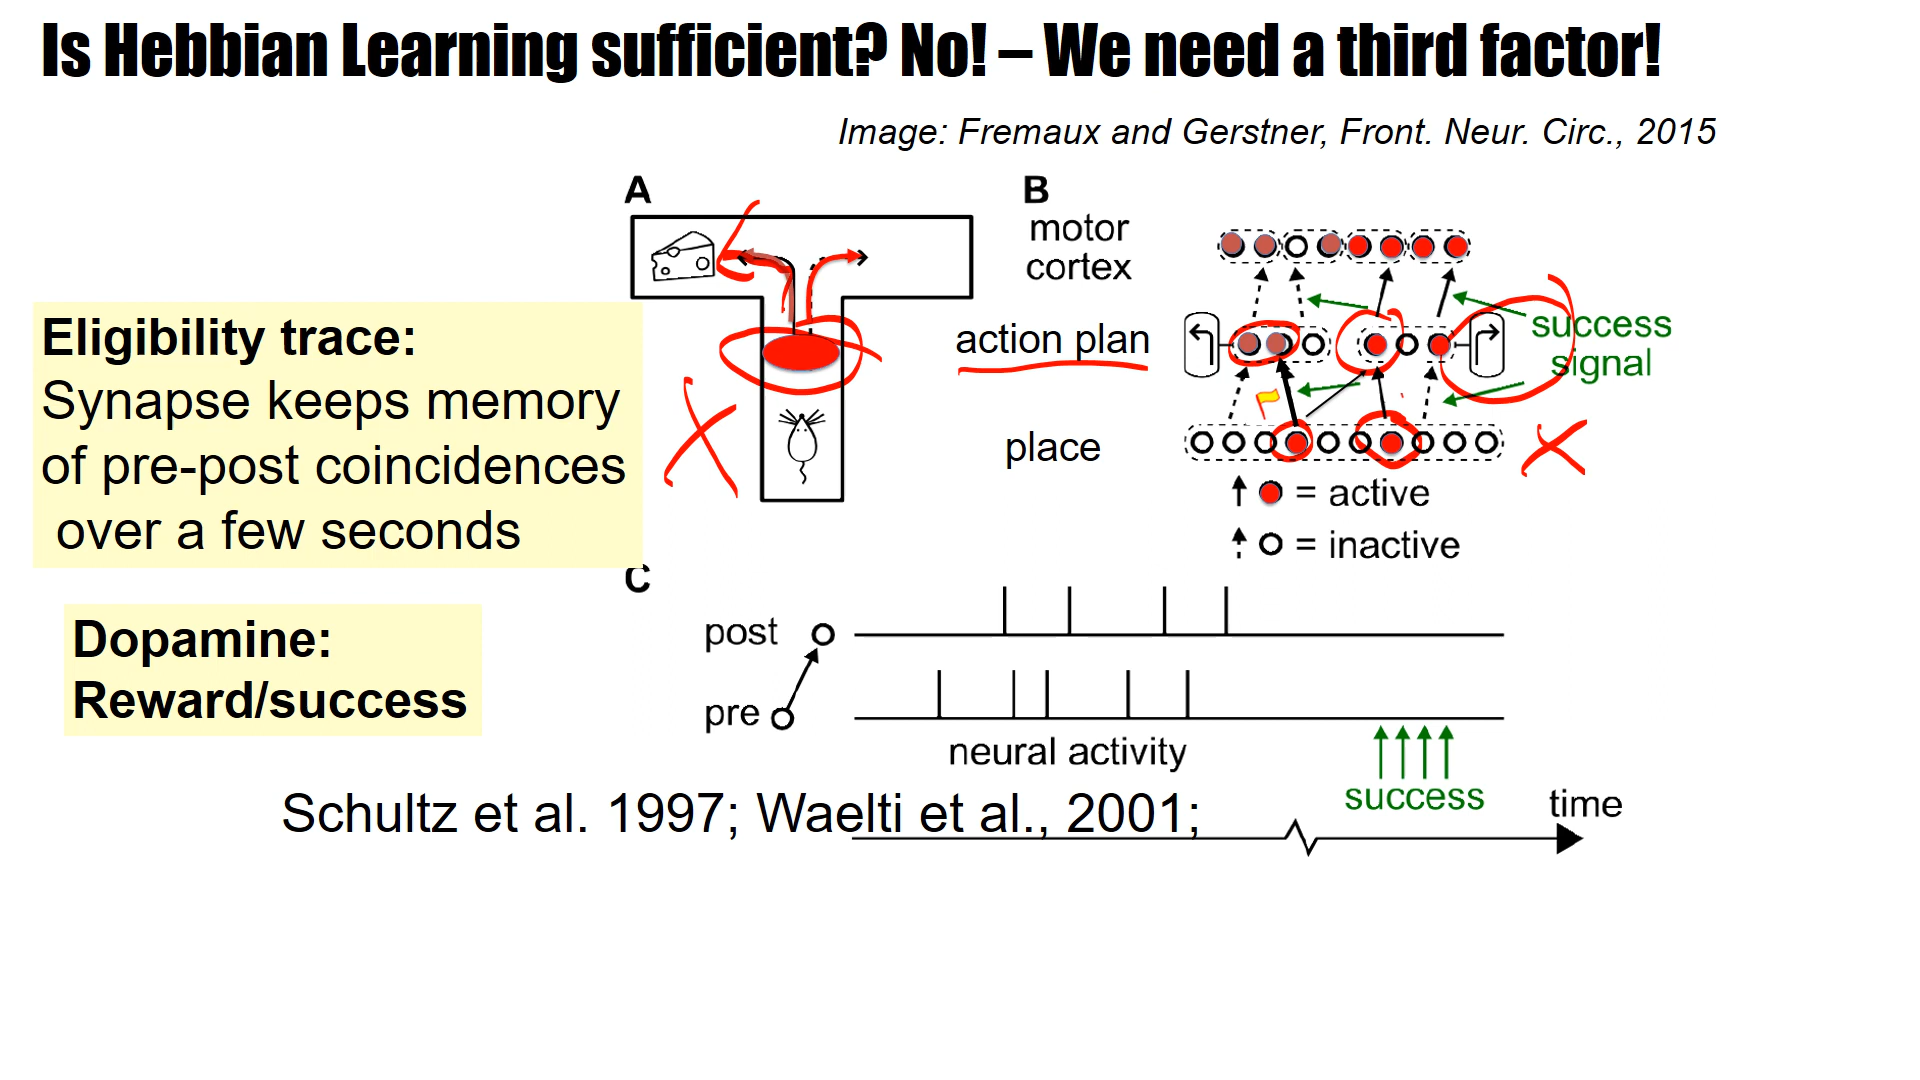 Is Hebbian Learning sufficient? No! – We need a third factor!
Image: Fremaux and Gerstner, Front. Neur. Circ., 2015
A
B
motor
cortex
Eligibility trace:
Synapse keeps memory
of pre-post coincidences
over a few seconds
action plan
success
signal
place
= active
= inactive
C
Dopamine:
Reward/success
post
pre
neural activity
success
time
Schultz et al. 1997; Waelti et al., 2001;